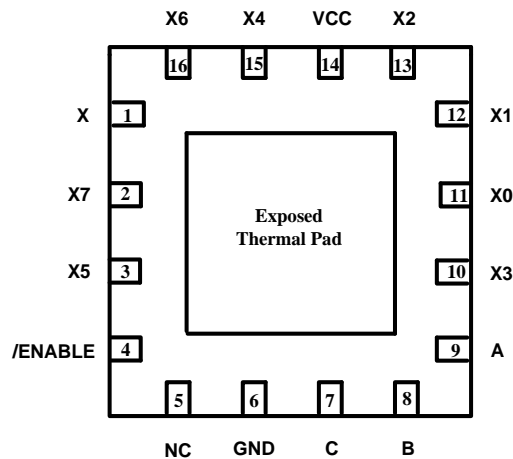 X6 X4 VCC X2
16 15 14 13
X 1 12 X1
X7 2 11 X0
Exposed
Thermal Pad
X5 3 10 X3
/ENABLE 4 9 A
5 6 7 8
NC GND C B